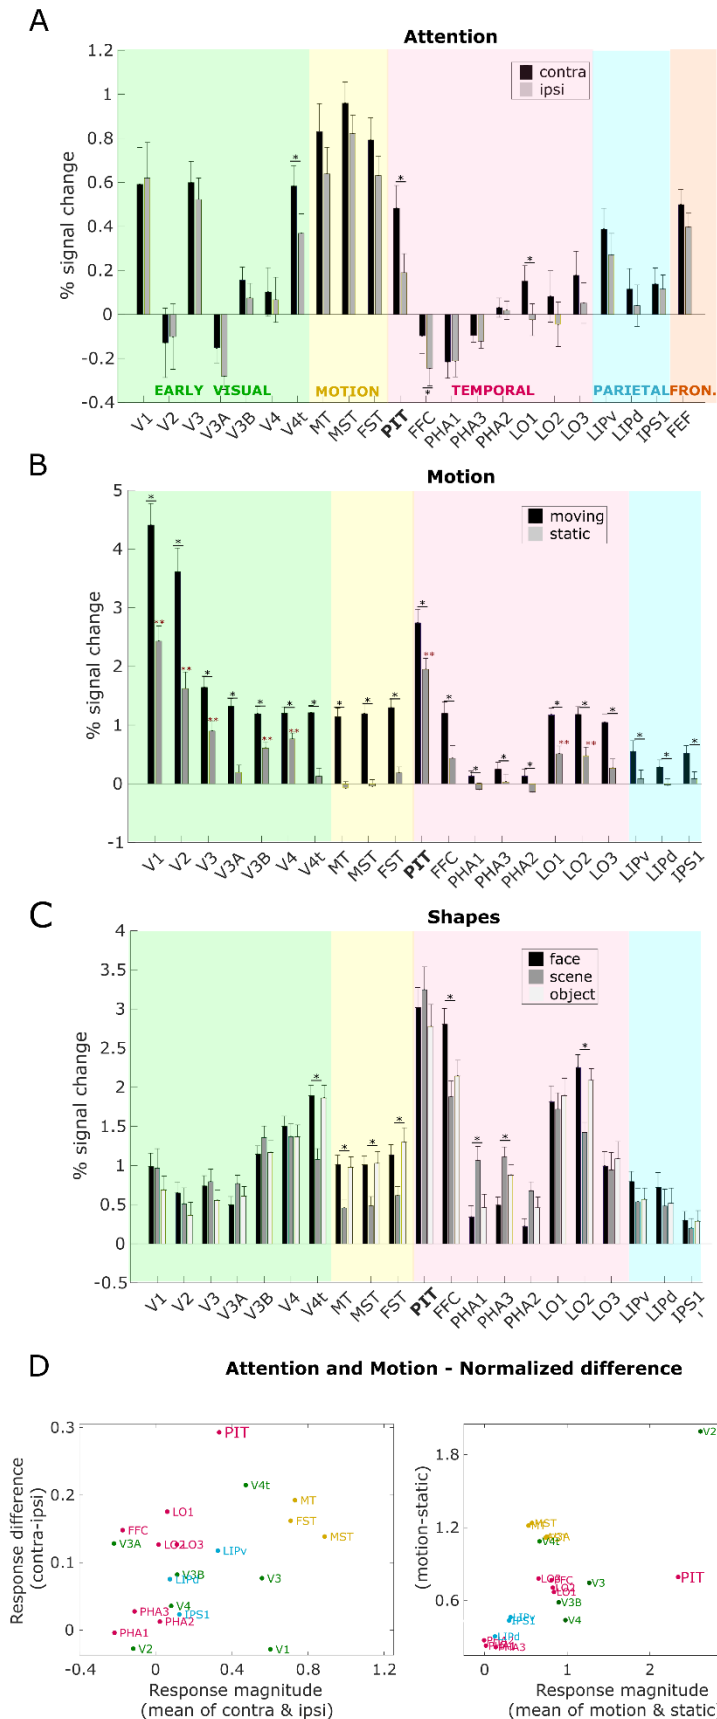 A
Attention
1.2
1
0.8
0.6
0.4
0.2
0
-0.2
-0.4
% signal change
contra
ipsi
* * * *
EARLY VISUAL MOTION TEMPORAL PARIETAL FRON.
V1 V2 V3 V3A V3B V4 V4t MT MST FST PIT FFC PHA1 PHA3 PHA2 LO1 LO2 LO3 LIPv LIPd IPS1 FEF
B
Motion
5
4
3
2
1
0
-1
% signal change
moving
static
V1 V2 V3 V3A V3B V4 V4t MT MST FST PIT FFC PHA1 PHA3 PHA2 LO1 LO2 LO3 LIPv LIPd IPS1
C
Shapes
4
3.5
3
2.5
2
1.5
1
0.5
0
-0.5
% signal change
face
scene
object
V1 V2 V3 V3A V3B V4 V4t MT MST FST PIT FFC PHA1 PHA3 PHA2 LO1 LO2 LO3 LIPv LIPd IPS1
D
Attention and Motion - Normalized difference
0.3
0.2
0.1
0
Response difference
(contra-ipsi)
PIT
V4t
MT
LO1
FST
FFC
MST
V3A
LO2 LO3
LIPv
V3B
LIPd
V3
V4
PHA3
IPS1
PHA2
PHA1
V2
V1
-0.4 0 0.4 0.8 1.2
Response magnitude
(mean of contra & ipsi)
1.8
1.2
0.6
(motion-static)
V2
MST
MT
V3A
V4t
LO3
FFC
PIT
V3
LO2
LO1
V3B
LIPv
IPS1
V4
LIPd
PHA3
0 1 2
Response magnitude
(mean of motion & static)